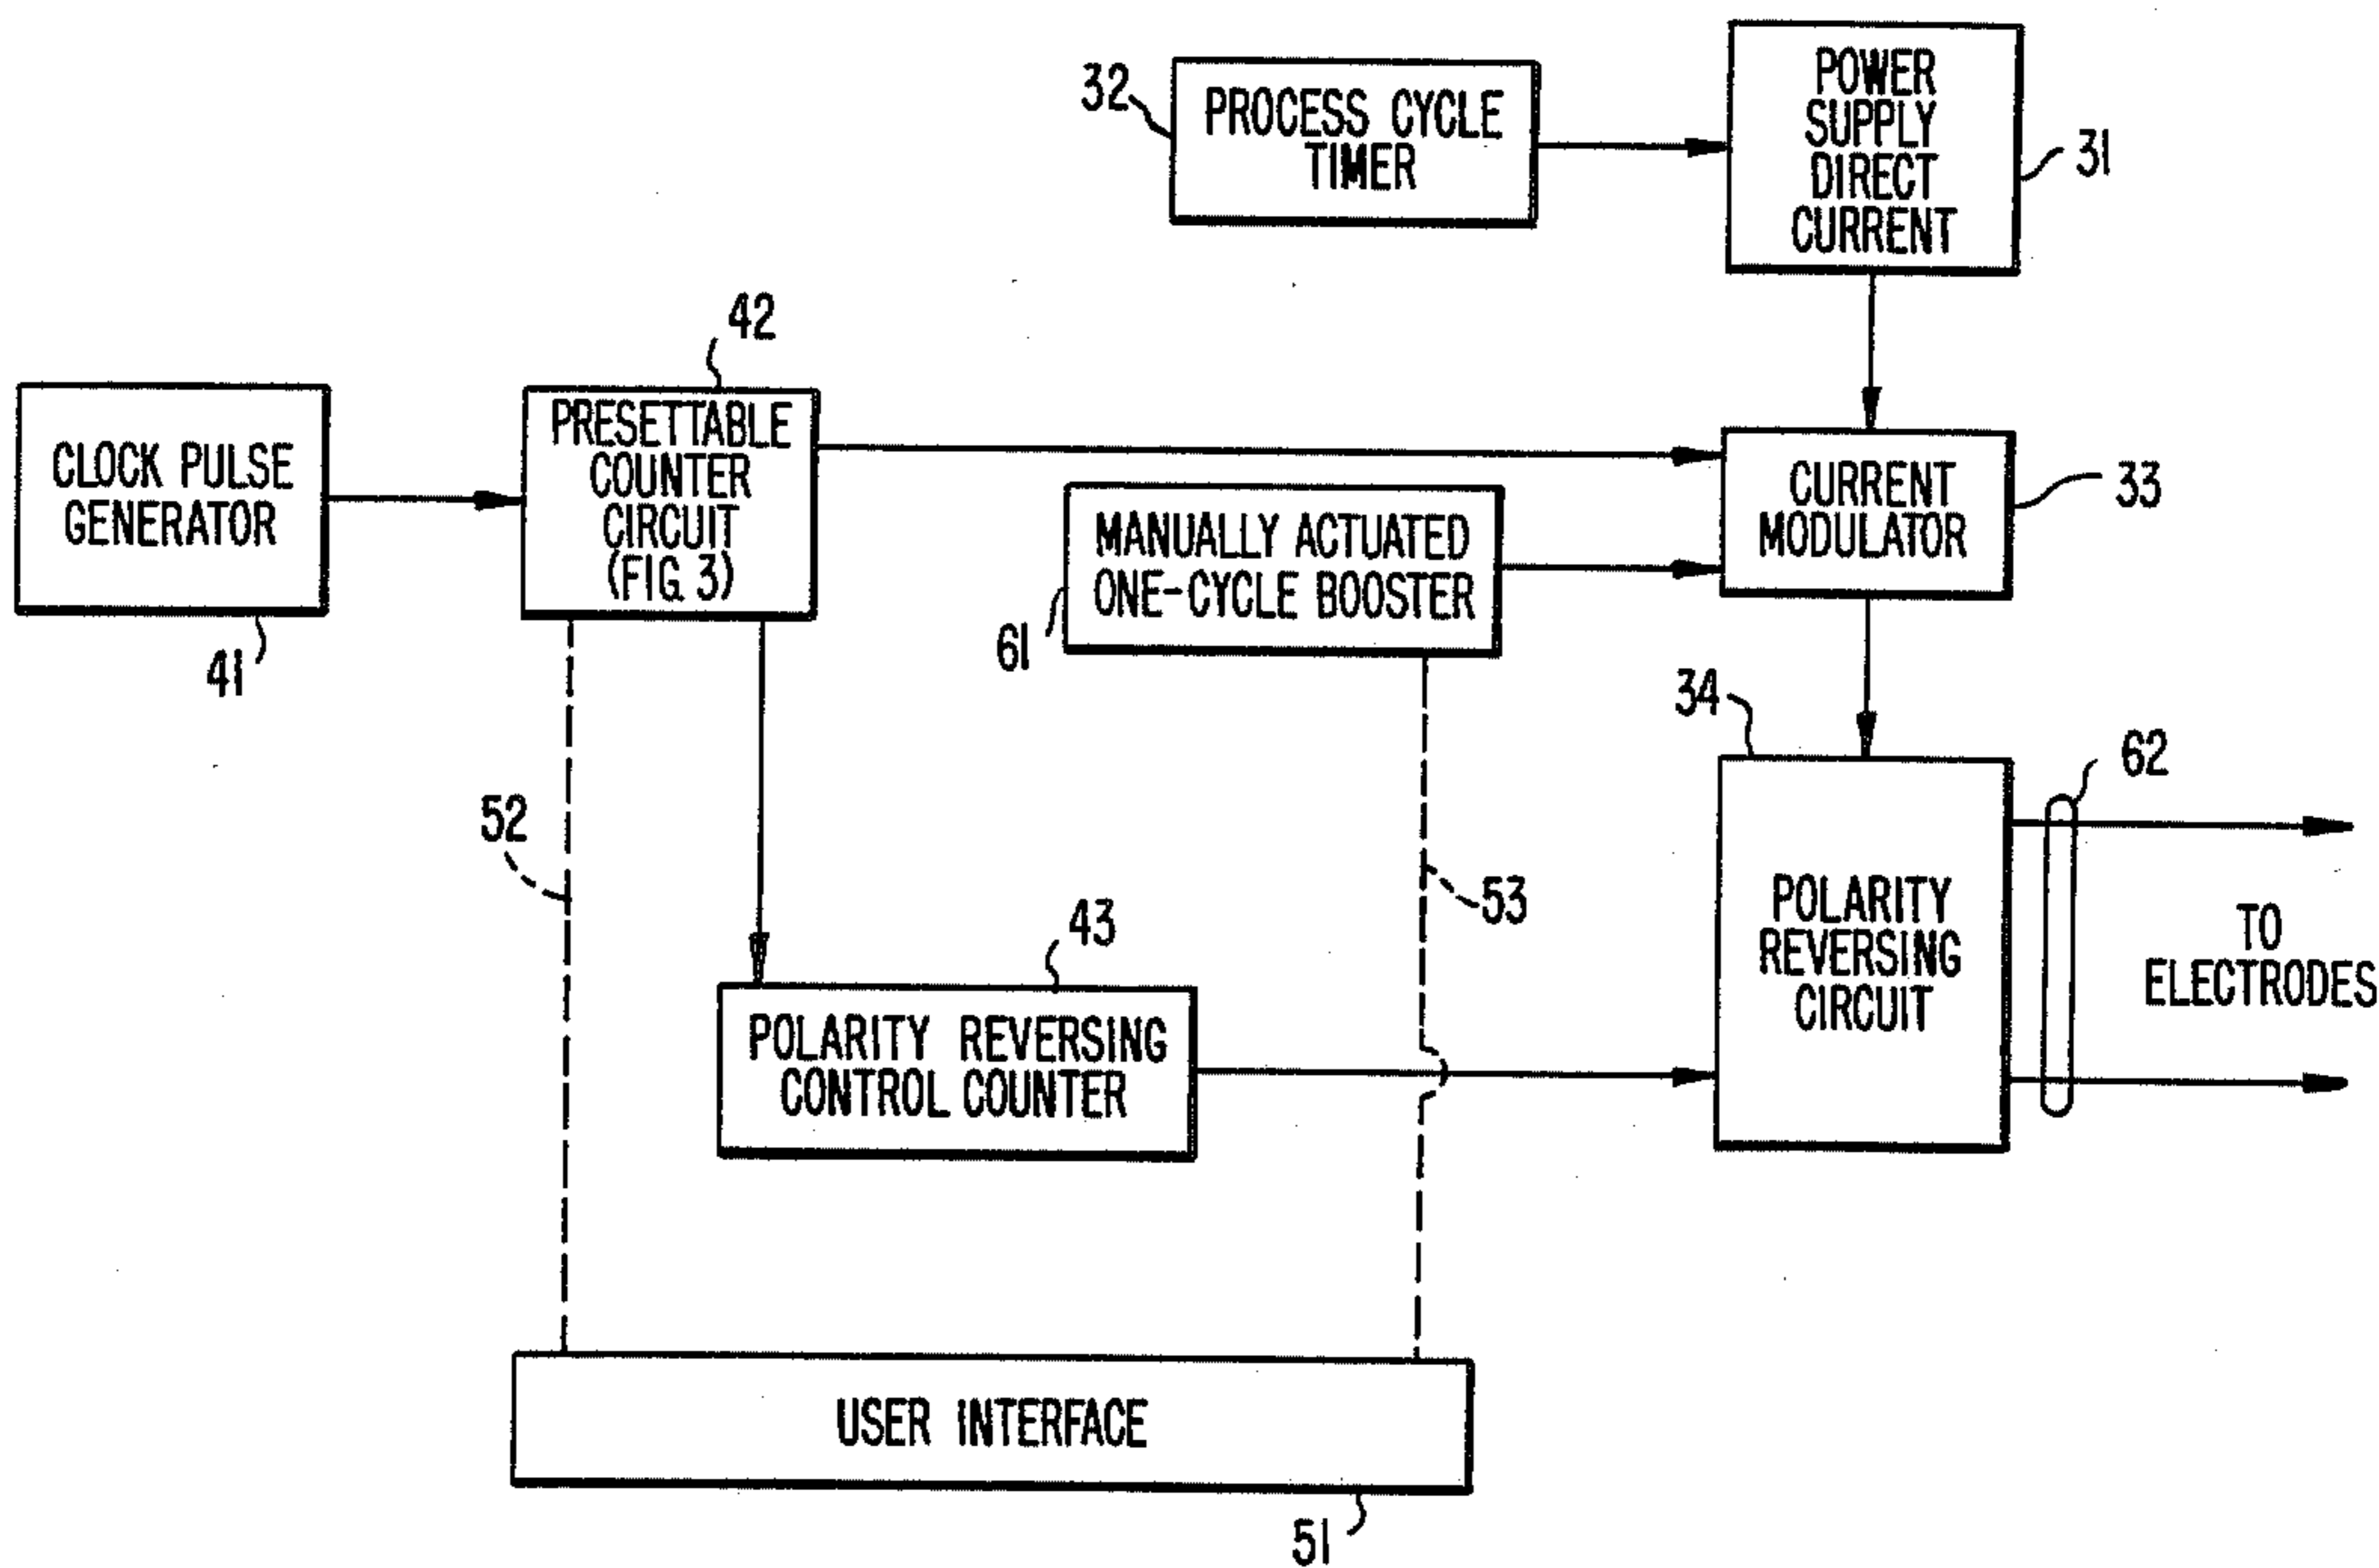 32
PROCESS CYCLE
TIMER
POWER
SUPPLY
DIRECT
CURRENT
31
42
CLOCK PULSE
GENERATOR
41
PRESETTABLE
COUNTER
CIRCUIT
(FIG. 3)
MANUALLY ACTUATED
ONE-CYCLE BOOSTER
61
CURRENT
MODULATOR
33
34
62
52
53
43
POLARITY REVERSING
CONTROL COUNTER
POLARITY
REVERSING
CIRCUIT
TO
ELECTRODES
USER INTERFACE
51